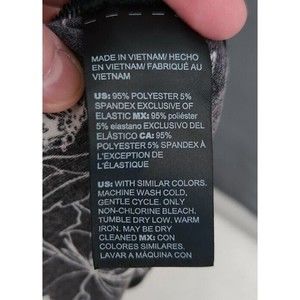 MADE IN VIETNAM/ HECHO
EN VIETNAM/ FABRIQUÉ AU
VIETNAM
US: 95% POLYESTER 5%
SPANDEX EXCLUSIVE OF
ELASTIC MX: 95% poliéster
5% elastano EXCLUSIVO DEL
ELÁSTICO CA: 95%
POLYESTER 5% SPANDEX À
L'EXCEPTION DE
L'ÉLASTIQUE
US: WITH SIMILAR COLORS.
MACHINE WASH COLD,
GENTLE CYCLE. ONLY
NON-CHLORINE BLEACH.
TUMBLE DRY LOW. WARM
IRON. MAY BE DRY
CLEANED MX: CON
COLORES SIMILARES.
LAVAR A MÁQUINA CON